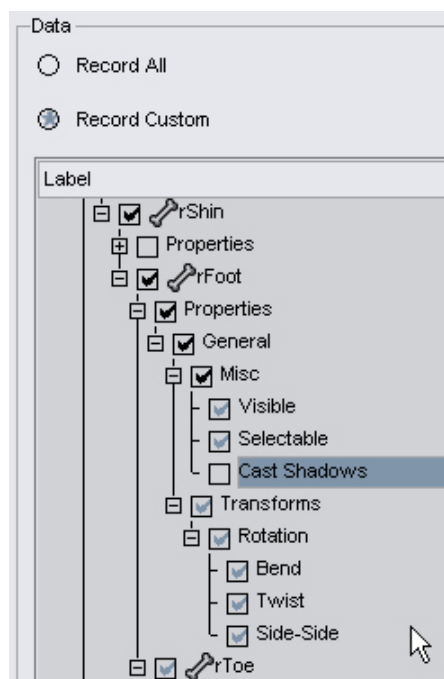 Data
Record All
Record Custom
Label
rShin
Properties
rFoot
Properties
General
Misc
Visible
Selectable
Cast Shadows
Transforms
Rotation
Bend
Twist
Side-Side
rToe